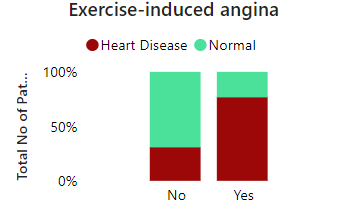 Exercise-induced angina
Heart Disease Normal
Total No of Pat...
100%
50%
0%
No Yes